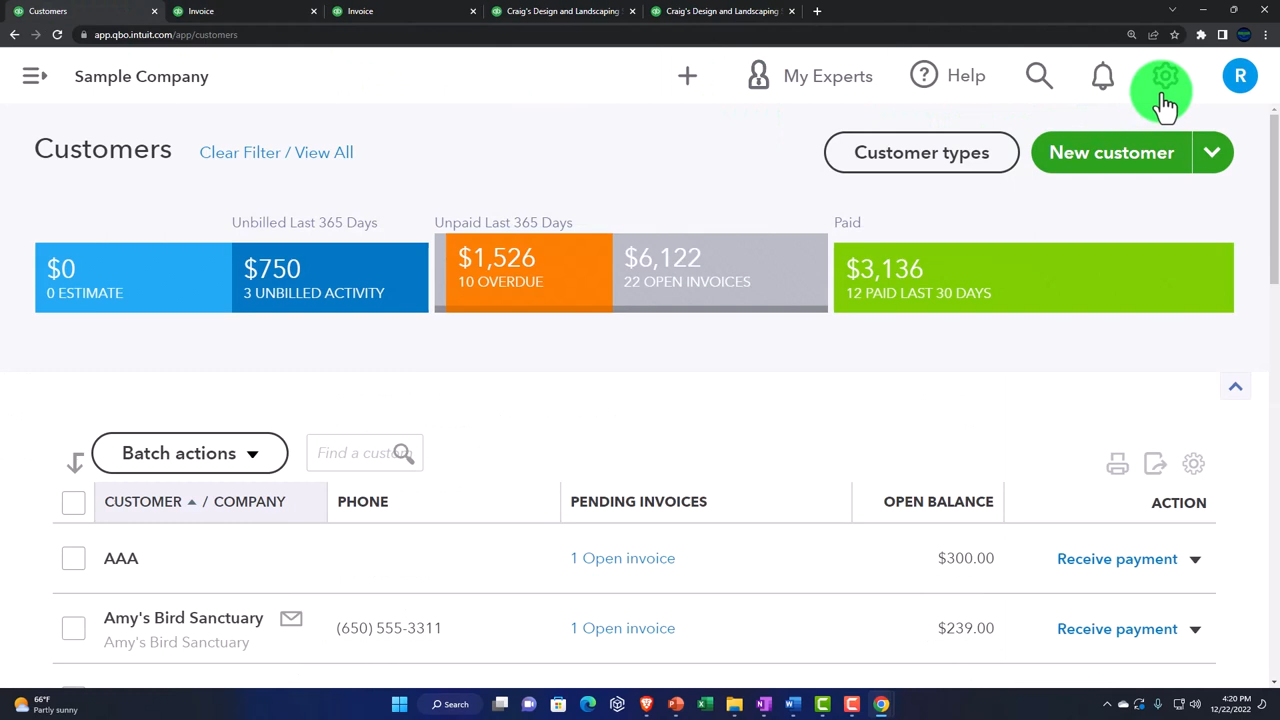 Customers
Invoice
Invoice
Craig's Design and Landscaping
Craig's Design and Landscaping
app.qbo.intuit.com/app/customers
Sample Company
My Experts
Help
R
Customers
Clear Filter / View All
Customer types
New customer
Unbilled Last 365 Days
Unpaid Last 365 Days
Paid
$0
0 ESTIMATE
$750
3 UNBILLED ACTIVITY
$1,526
10 OVERDUE
$6,122
22 OPEN INVOICES
$3,136
12 PAID LAST 30 DAYS
Batch actions
Find a custom
CUSTOMER / COMPANY
PHONE
PENDING INVOICES
OPEN BALANCE
ACTION
AAA
1 Open invoice
$300.00
Receive payment
Amy's Bird Sanctuary
Amy's Bird Sanctuary
(650) 555-3311
1 Open invoice
$239.00
Receive payment
66°F
Partly sunny
Search
4:20 PM
12/22/2022